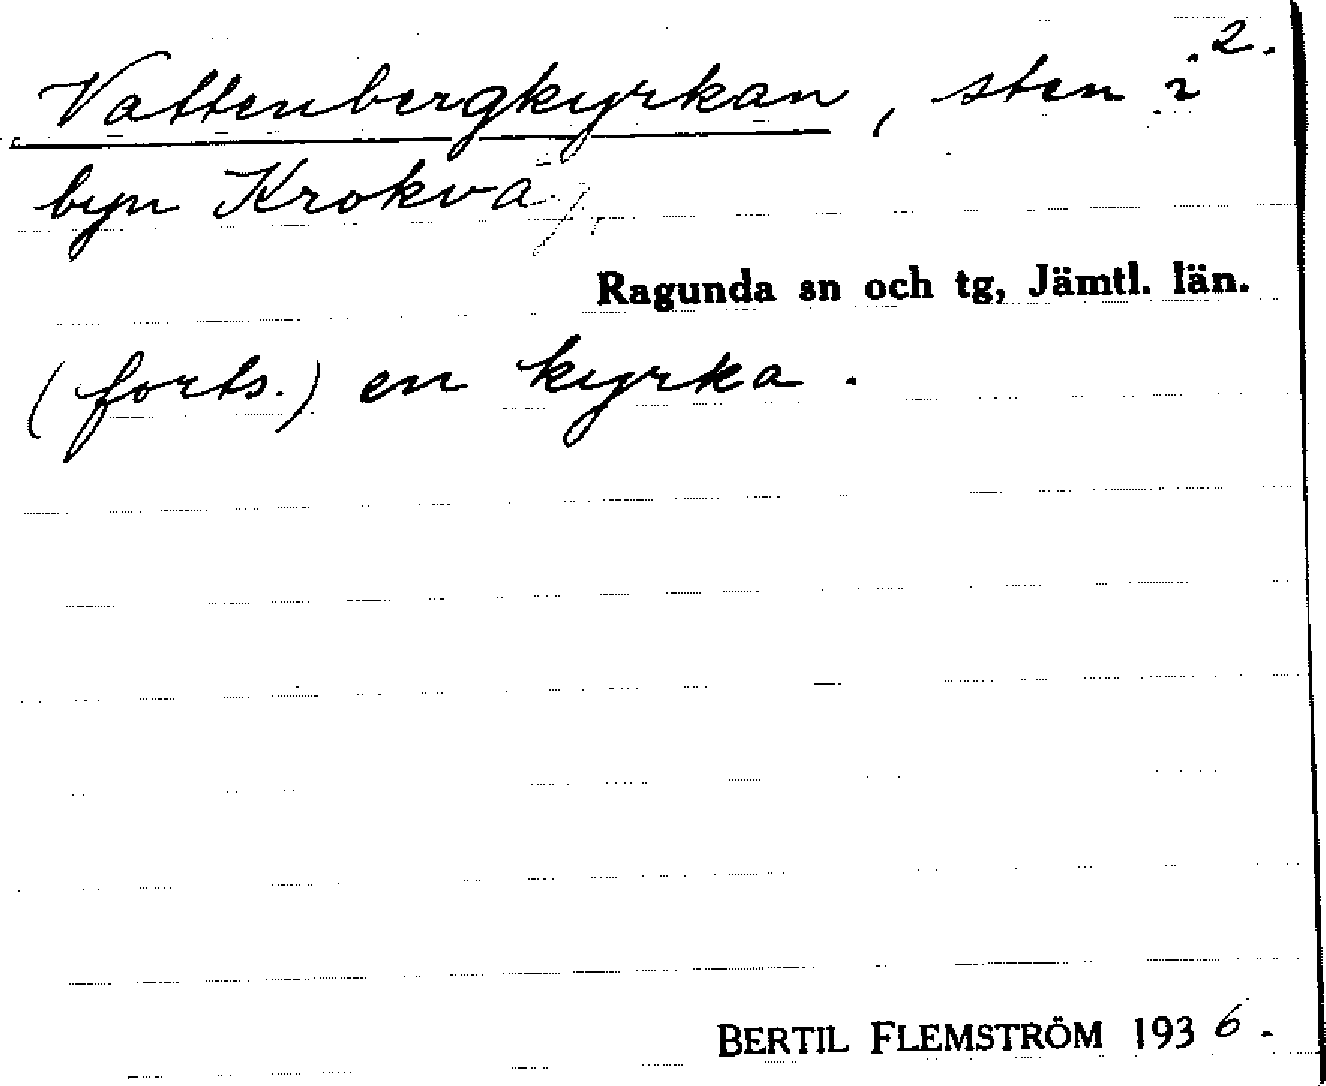 2.
Vattenbergkyrkan, sten i
byn Krokvåg.
Ragunda sn och tg, Jämtl. län.
(forts.) en kyrka.
BERTIL FLEMSTRÖM 1936.